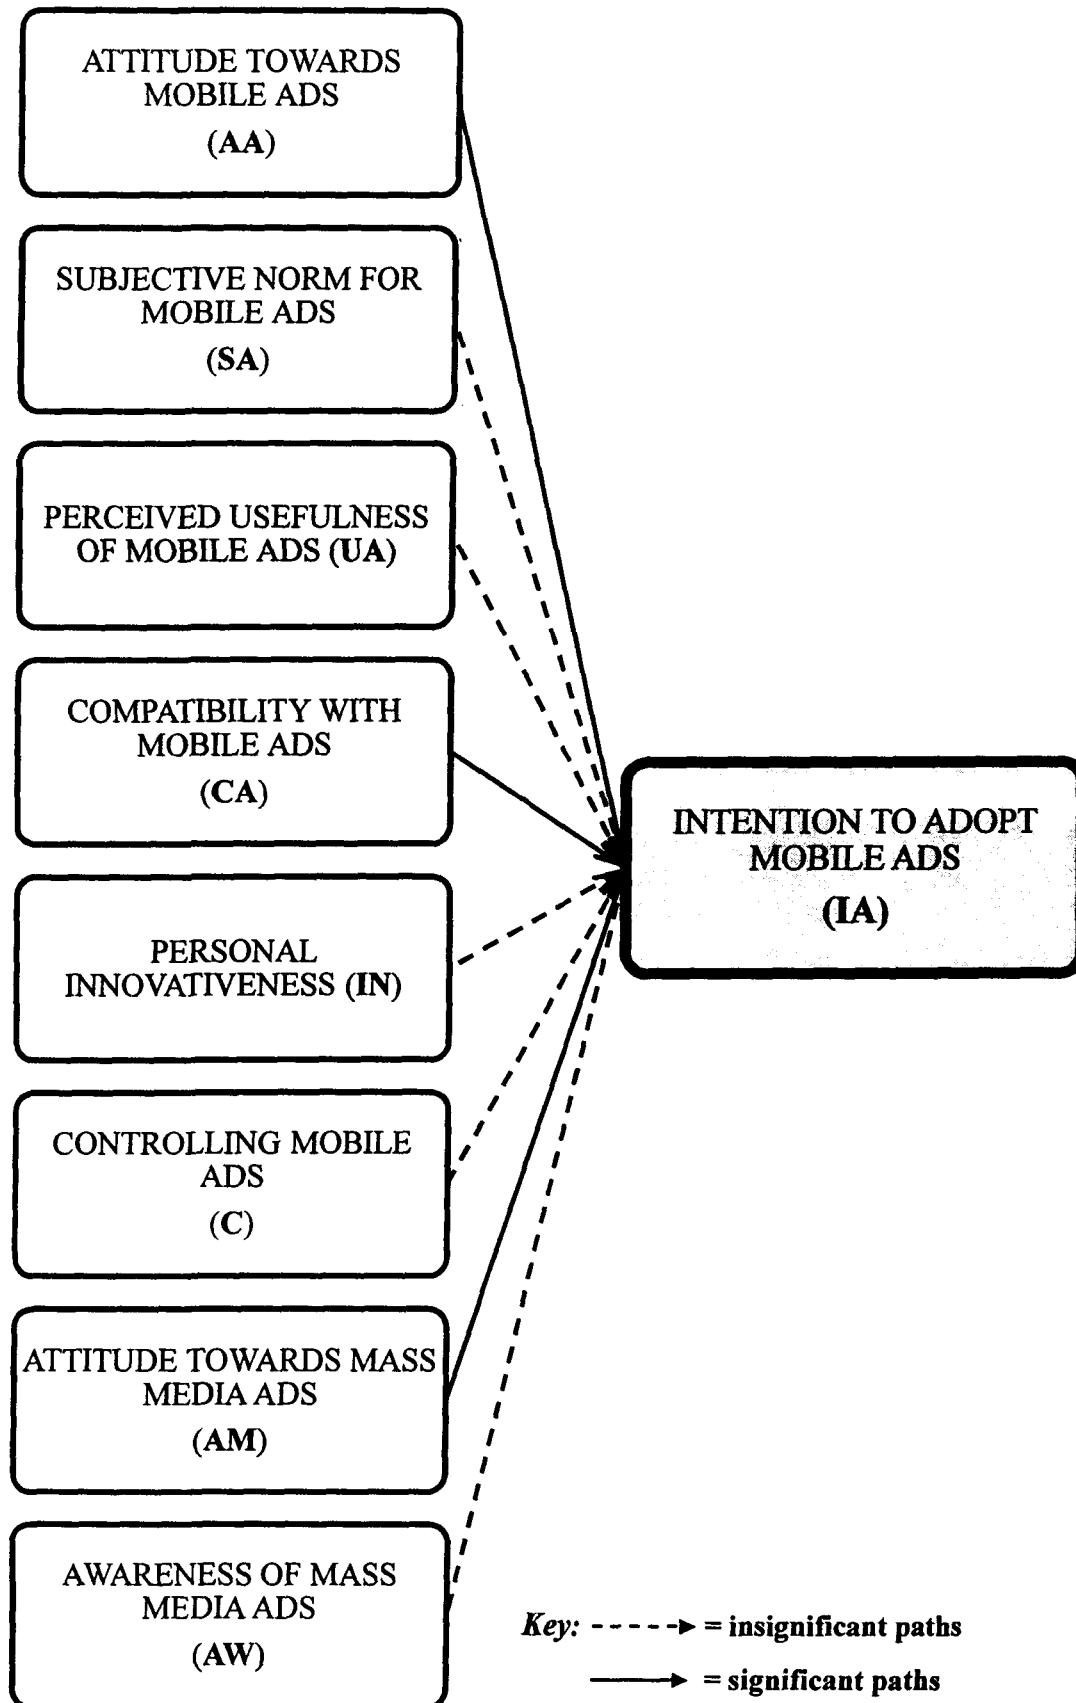 ATTITUDE TOWARDS
MOBILE ADS
(AA)
SUBJECTIVE NORM FOR
MOBILE ADS
(SA)
PERCEIVED USEFULNESS
OF MOBILE ADS (UA)
COMPATIBILITY WITH
MOBILE ADS
(CA)
PERSONAL
INNOVATIVENESS (IN)
CONTROLLING MOBILE
ADS
(C)
ATTITUDE TOWARDS MASS
MEDIA ADS
(AM)
AWARENESS OF MASS
MEDIA ADS
(AW)
INTENTION TO ADOPT
MOBILE ADS
(IA)
Key: = insignificant paths
= significant paths